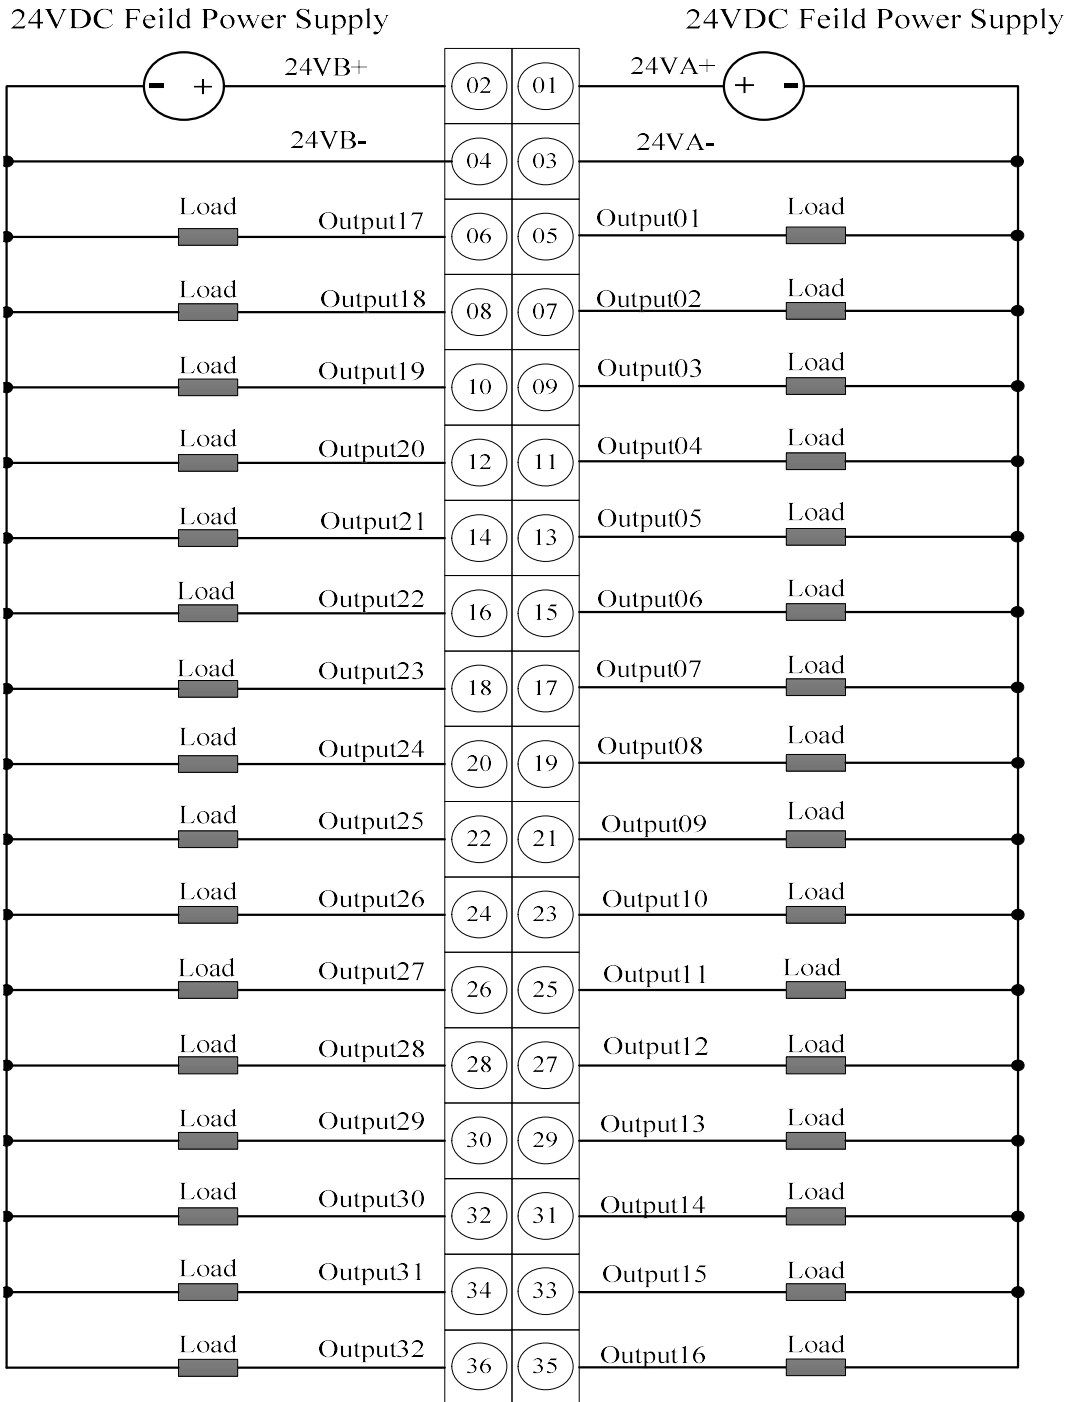 24VDC Feild Power Supply 24VDC Feild Power Supply
24VB+ 02 01 24VA+
24VB- 04 03 24VA-
Load Output17 06 05 Output01 Load
Load Output18 08 07 Output02 Load
Load Output19 10 09 Output03 Load
Load Output20 12 11 Output04 Load
Load Output21 14 13 Output05 Load
Load Output22 16 15 Output06 Load
Load Output23 18 17 Output07 Load
Load Output24 20 19 Output08 Load
Load Output25 22 21 Output09 Load
Load Output26 24 23 Output10 Load
Load Output27 26 25 Output11 Load
Load Output28 28 27 Output12 Load
Load Output29 30 29 Output13 Load
Load Output30 32 31 Output14 Load
Load Output31 34 33 Output15 Load
Load Output32 36 35 Output16 Load